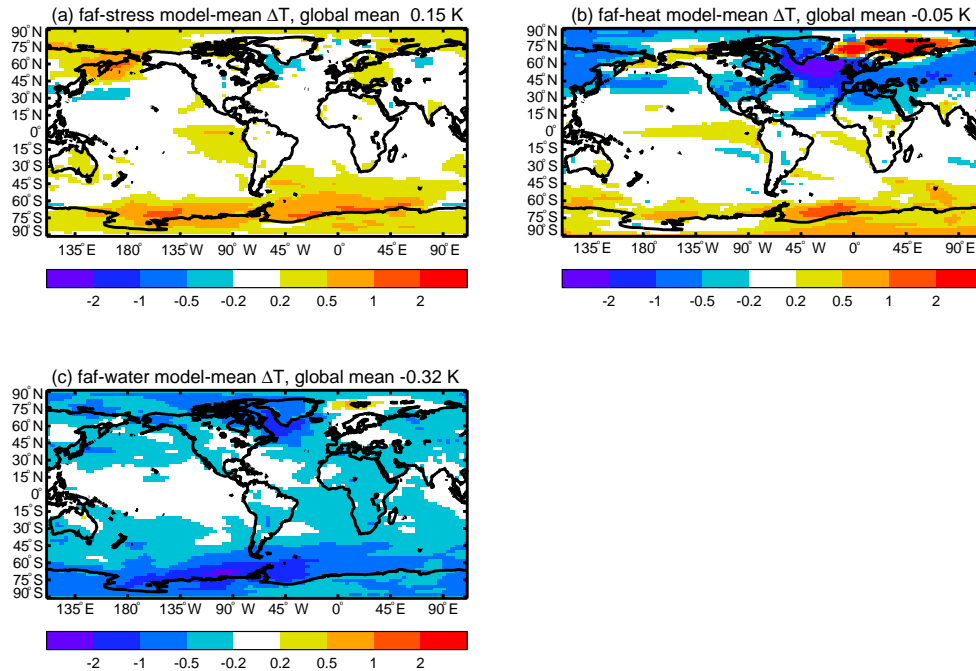 (a) faf-stress model-mean ΔT, global mean 0.15 K
90°N
75°N
60°N
45°N
30°N
15°N
0°
15°S
30°S
45°S
60°S
75°S
90°S
135°E 180° 135°W 90°W 45°W 0° 45°E 90°E
-2 -1 -0.5 -0.2 0.2 0.5 1 2
(b) faf-heat model-mean ΔT, global mean -0.05 K
90°N
75°N
60°N
45°N
30°N
15°N
0°
15°S
30°S
45°S
60°S
75°S
90°S
135°E 180° 135°W 90°W 45°W 0° 45°E 90°E
-2 -1 -0.5 -0.2 0.2 0.5 1 2
(c) faf-water model-mean ΔT, global mean -0.32 K
90°N
75°N
60°N
45°N
30°N
15°N
0°
15°S
30°S
45°S
60°S
75°S
90°S
135°E 180° 135°W 90°W 45°W 0° 45°E 90°E
-2 -1 -0.5 -0.2 0.2 0.5 1 2